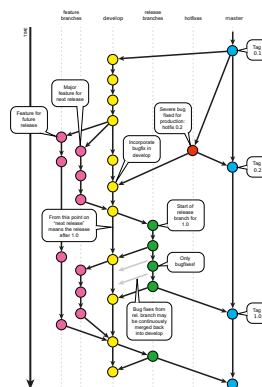 feature
branches
develop
release
branches
hotfixes
master
TIME
Tag
0.1
Severe bug
fixed for
production:
hotfix 0.2
Major
feature for
next release
Feature for
future
release
Incorporate
bugfix in
develop
Tag
0.2
Start of
release
branch for
1.0
From this point on
“next release”
means the release
after 1.0
Only
bugfixes!
Bug fixes from
rel. branch may
be continuously
merged back
into develop
Tag
1.0